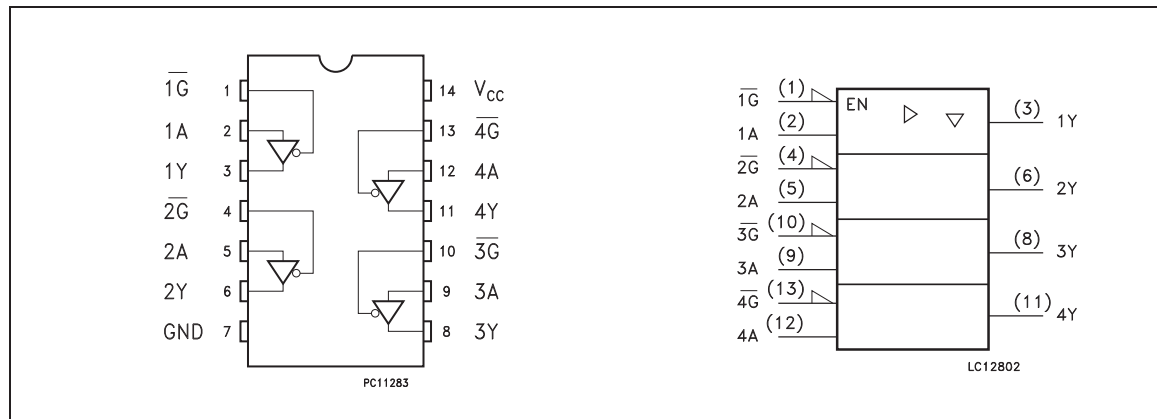 1G̅ 1 14 VCC
1A 2 13 4G̅
1Y 3 12 4A
2G̅ 4 11 4Y
2A 5 10 3G̅
2Y 6 9 3A
GND 7 8 3Y
PC11283
1G̅ (1) EN (3) 1Y
1A (2)
2G̅ (4) (6) 2Y
2A (5)
3G̅ (10) (8) 3Y
3A (9)
4G̅ (13) (11) 4Y
4A (12)
LC12802